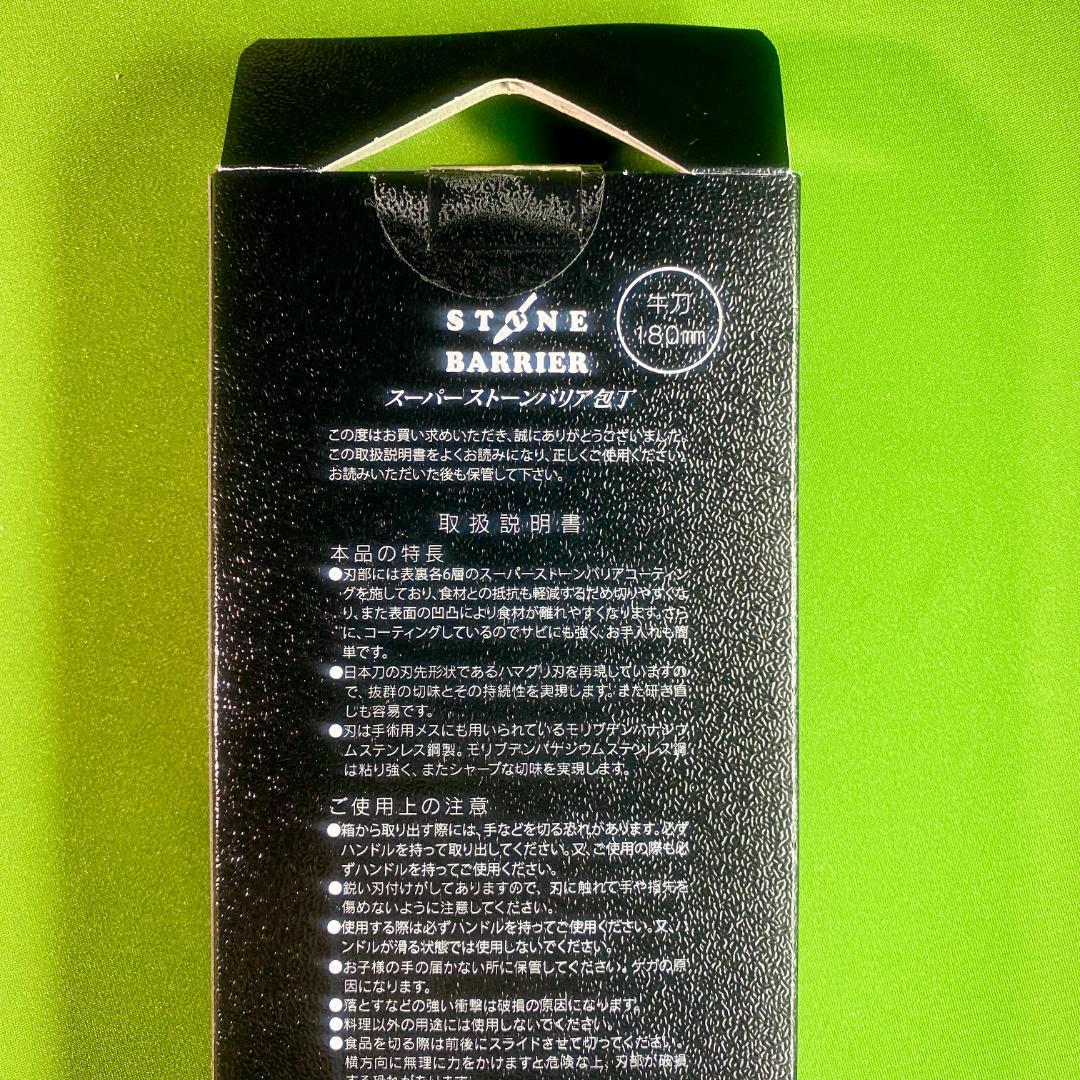 牛刀
180mm
STONE
BARRIER
スーパーストーンバリア包丁
この度はお買い求めいただき、誠にありがとうございました。
この取扱説明書をよくお読みになり、正しくご使用ください。
お読みいただいた後も保管して下さい。
取扱説明書
本品の特長
●刃部には表裏各6層のスーパーストーンバリアコーティン
グを施しており、食材との抵抗も軽減するため切りやすくな
り、また表面の凹凸により食材が離れやすくなります。さら
に、コーティングしているのでサビにも強く、お手入れも簡
単です。
●日本刀の刃先形状であるハマグリ刃を再現していますの
で、抜群の切味とその持続性を実現します。また研ぎ直
しも容易です。
●刃は手術用メスにも用いられているモリブデンバナジウ
ムステンレス鋼製。モリブデンバナジウムステンレス鋼
は粘り強く、またシャープな切味を実現します。
ご使用上の注意
●箱から取り出す際には、手などを切る恐れがあります。必ず
ハンドルを持って取り出してください。又、ご使用の際も必
ずハンドルを持ってご使用ください。
●鋭い刃付けがしてありますので、刃に触れて手や指先を
傷めないように注意してください。
●使用する際は必ずハンドルを持ってご使用ください。又、ハ
ンドルが滑る状態では使用しないでください。
●お子様の手の届かない所に保管してください。ケガの原
因になります。
●落とすなどの強い衝撃は破損の原因になります。
●料理以外の用途には使用しないでください。
●食品を切る際は前後にスライドさせて切ってください。
横方向に無理に力をかけますと危険な上、刃部が破損